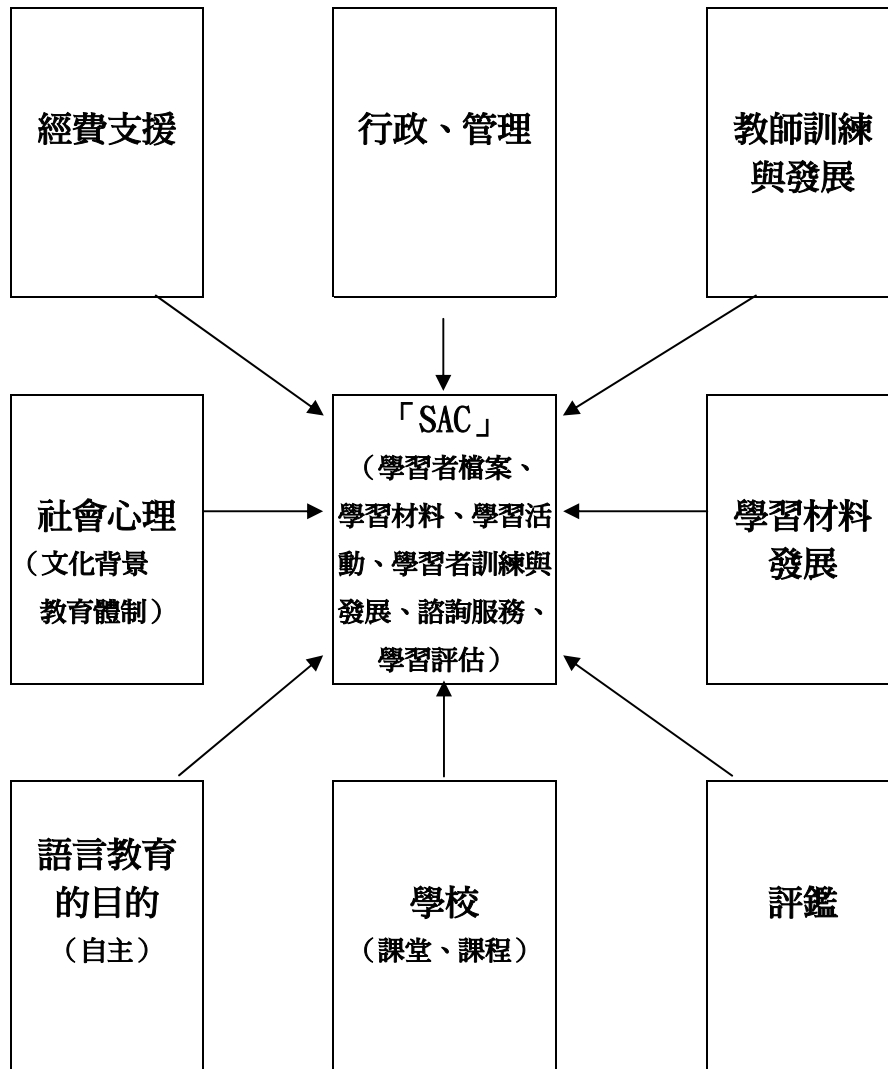 經費支援
行政、管理
教師訓練
與發展
社會心理
（文化背景
教育體制）
「SAC」
（學習者檔案、
學習材料、學習活
動、學習者訓練與
發展、諮詢服務、
學習評估）
學習材料
發展
語言教育
的目的
（自主）
學校
（課堂、課程）
評鑑